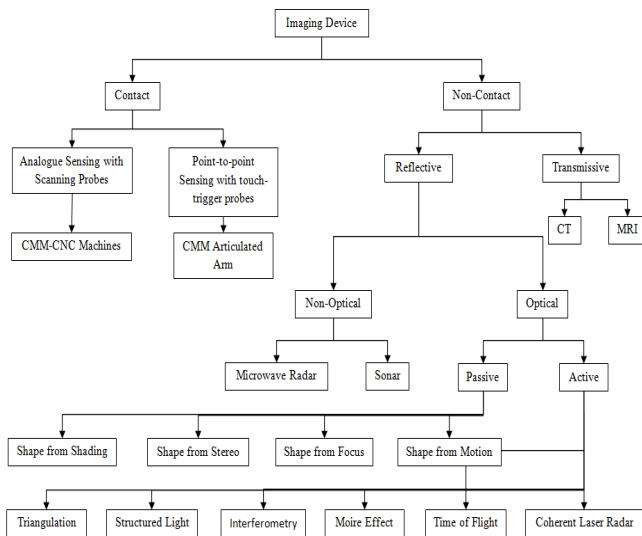 Imaging Device
Contact
Non-Contact
Analogue Sensing with
Scanning Probes
Point-to-point
Sensing with touch-
trigger probes
Reflective
Transmissive
CMM-CNC Machines
CMM Articulated
Arm
CT
MRI
Non-Optical
Optical
Microwave Radar
Sonar
Passive
Active
Shape from Shading
Shape from Stereo
Shape from Focus
Shape from Motion
Triangulation
Structured Light
Interferometry
Moire Effect
Time of Flight
Coherent Laser Radar